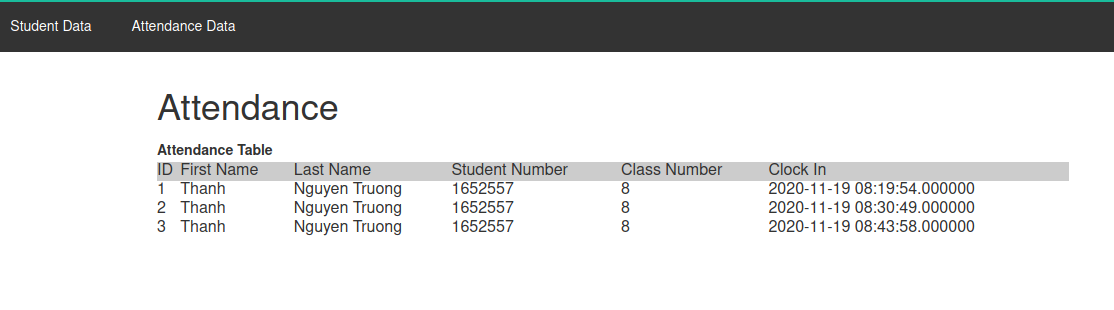 Student Data Attendance Data
Attendance
Attendance Table
ID First Name Last Name Student Number Class Number Clock In
1 Thanh Nguyen Truong 1652557 8 2020-11-19 08:19:54.000000
2 Thanh Nguyen Truong 1652557 8 2020-11-19 08:30:49.000000
3 Thanh Nguyen Truong 1652557 8 2020-11-19 08:43:58.000000